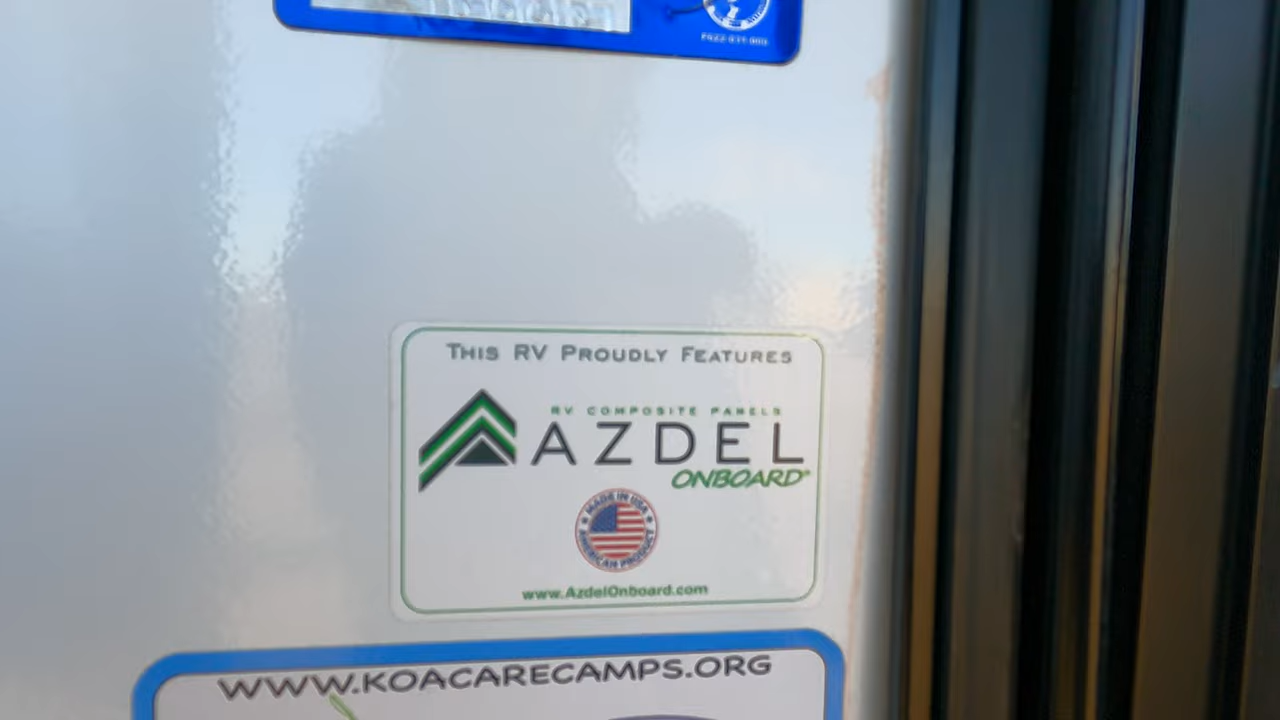 This RV Proudly Features
RV COMPOSITE PANELS
AZDEL
ONBOARD
MADE IN USA
AMERICAN PRODUCT
www.AzdelOnboard.com
WWW.KOACARECAMPS.ORG